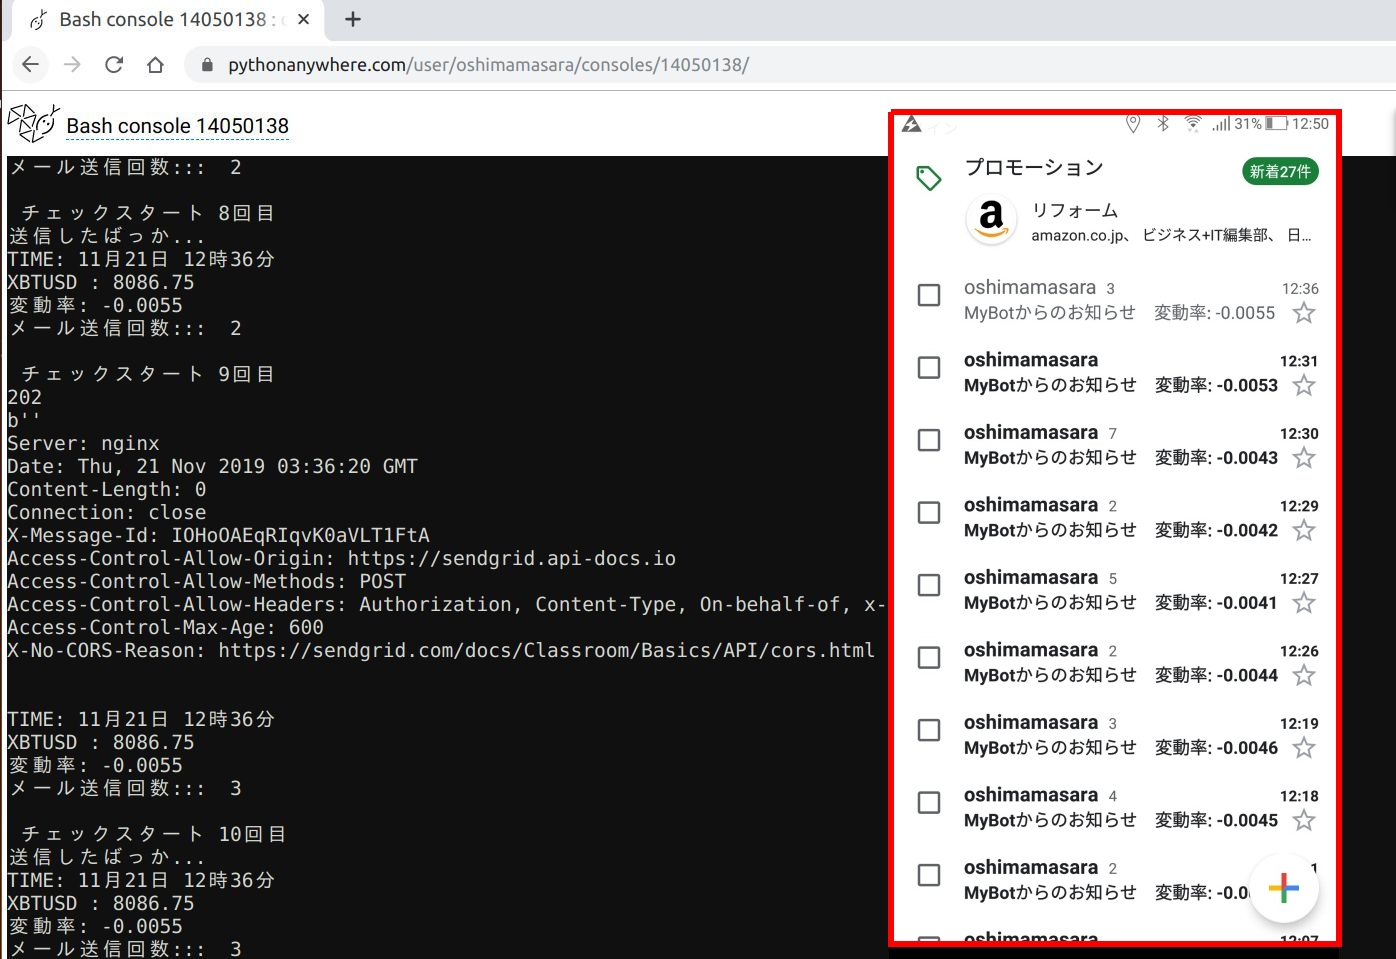 Bash console 14050138 :
pythonanywhere.com/user/oshimamasara/consoles/14050138/
Bash console 14050138
メール送信回数::: 2
チェックスタート 8回目
送信したばっか...
TIME: 11月21日 12時36分
XBTUSD : 8086.75
変動率: -0.0055
メール送信回数::: 2
チェックスタート 9回目
202
b''
Server: nginx
Date: Thu, 21 Nov 2019 03:36:20 GMT
Content-Length: 0
Connection: close
X-Message-Id: IOHoOAEqRIqvK0aVLT1FtA
Access-Control-Allow-Origin: https://sendgrid.api-docs.io
Access-Control-Allow-Methods: POST
Access-Control-Allow-Headers: Authorization, Content-Type, On-behalf-of, x-
Access-Control-Max-Age: 600
X-No-CORS-Reason: https://sendgrid.com/docs/Classroom/Basics/API/cors.html
TIME: 11月21日 12時36分
XBTUSD : 8086.75
変動率: -0.0055
メール送信回数::: 3
チェックスタート 10回目
送信したばっか...
TIME: 11月21日 12時36分
XBTUSD : 8086.75
変動率: -0.0055
メール送信回数::: 3
31% 12:50
プロモーション 新着27件
a リフォーム
amazon.co.jp、 ビジネス+IT編集部、 日...
oshimamasara 3 12:36
MyBotからのお知らせ 変動率: -0.0055
oshimamasara 12:31
MyBotからのお知らせ 変動率: -0.0053
oshimamasara 7 12:30
MyBotからのお知らせ 変動率: -0.0043
oshimamasara 2 12:29
MyBotからのお知らせ 変動率: -0.0042
oshimamasara 5 12:27
MyBotからのお知らせ 変動率: -0.0041
oshimamasara 2 12:26
MyBotからのお知らせ 変動率: -0.0044
oshimamasara 3 12:19
MyBotからのお知らせ 変動率: -0.0046
oshimamasara 4 12:18
MyBotからのお知らせ 変動率: -0.0045
oshimamasara 2 1
MyBotからのお知らせ 変動率: -0.0
oshimamasara 12:07